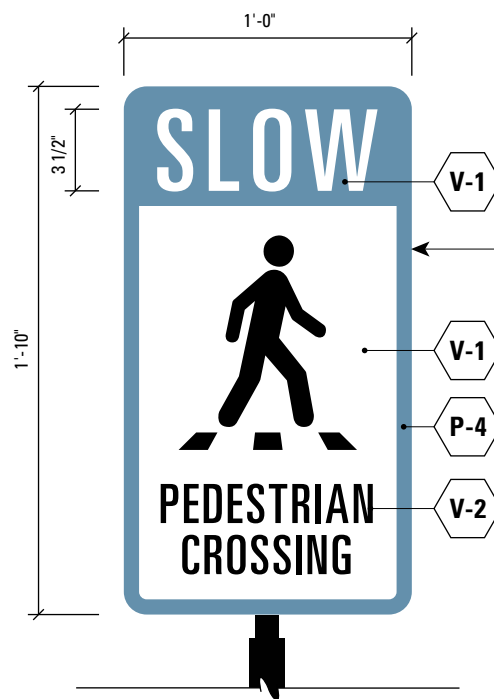 1'-0"
3 1/2"
1'-10"
SLOW
V-1
V-1
P-4
PEDESTRIAN
CROSSING
V-2